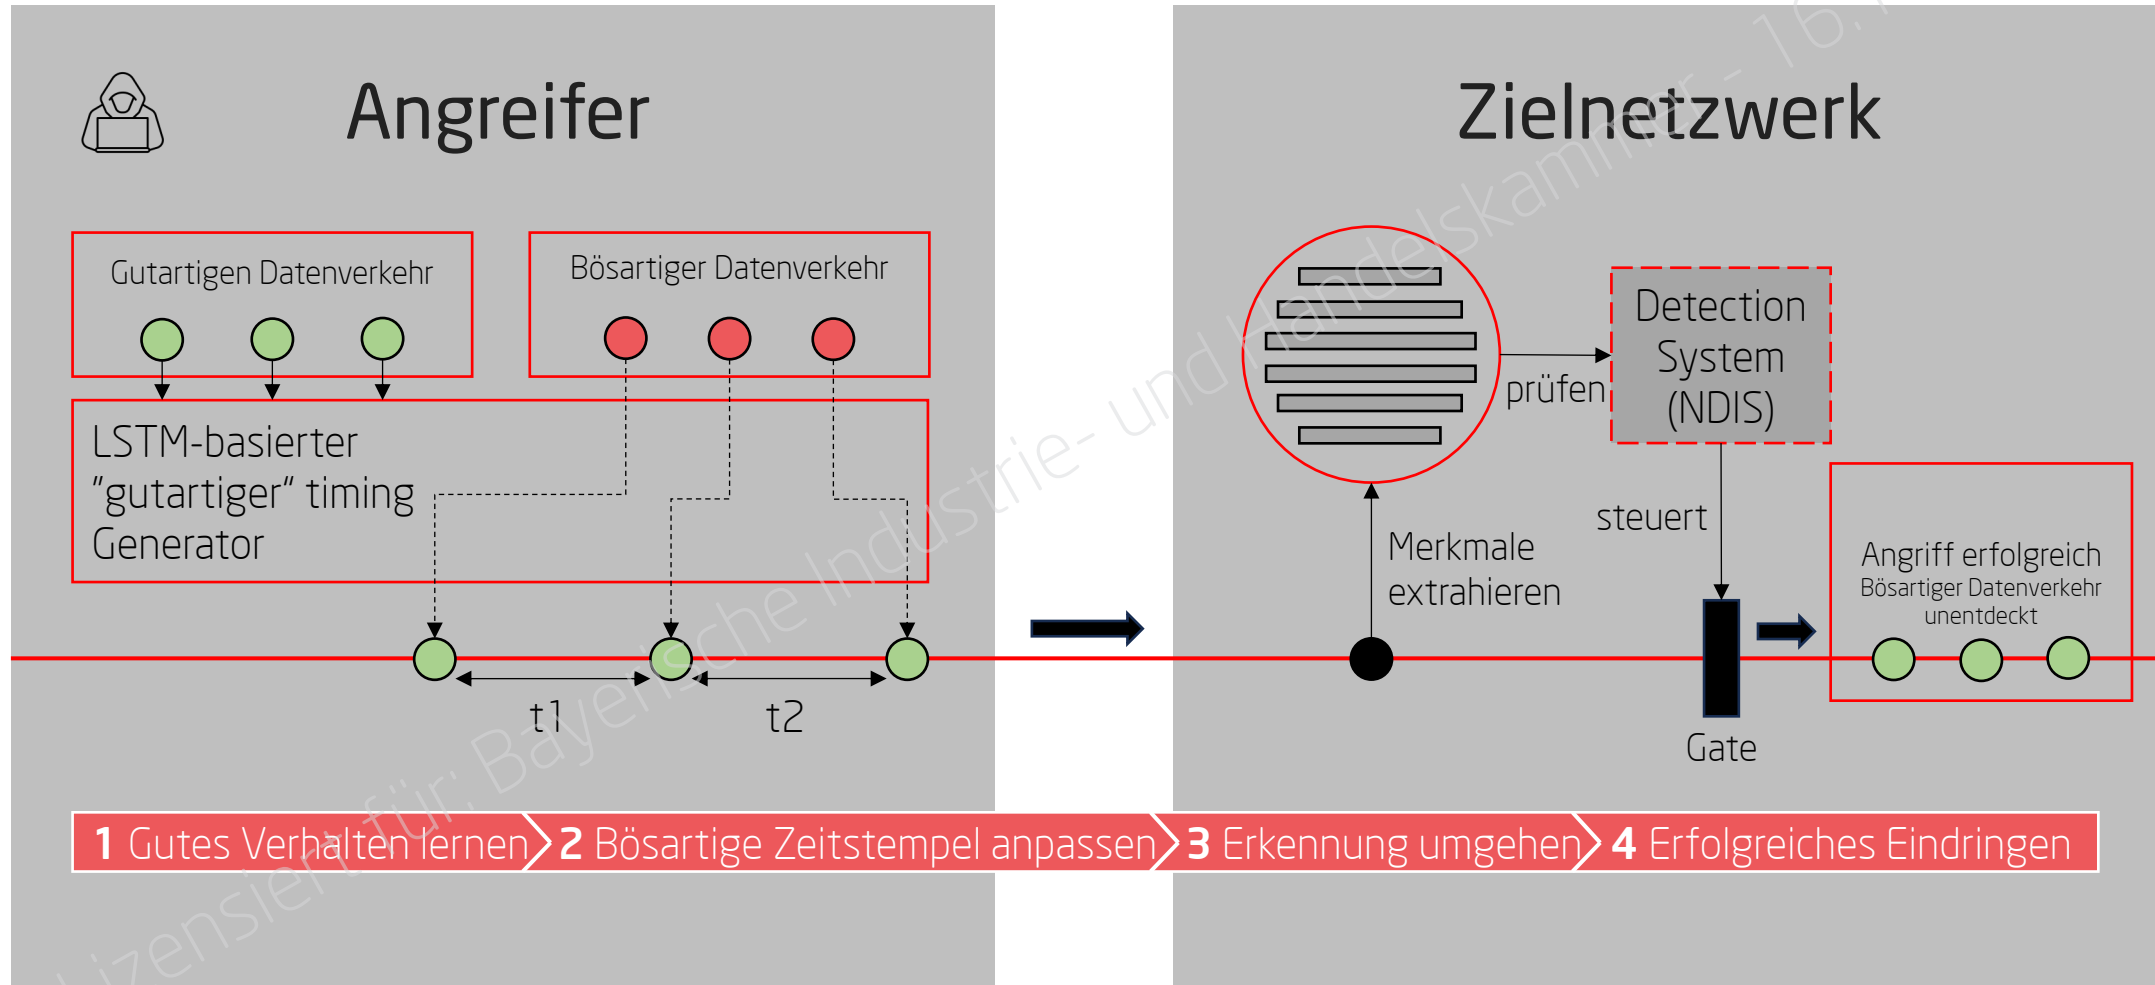 Angreifer
Zielnetzwerk
Gutartigen Datenverkehr
Bösartiger Datenverkehr
LSTM-basierter
"gutartiger“ timing
Generator
t1
t2
prüfen
Detection
System
(NDIS)
Merkmale
extrahieren
steuert
Gate
Angriff erfolgreich
Bösartiger Datenverkehr
unentdeckt
1 Gutes Verhalten lernen
2 Bösartige Zeitstempel anpassen
3 Erkennung umgehen
4 Erfolgreiches Eindringen
Lizensiert für: Bayerische Industrie- und Handelskammer - 16.